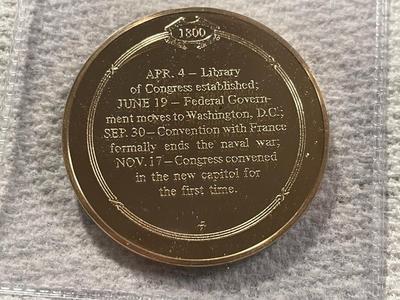 1800
APR. 4 – Library
of Congress established;
JUNE 19 – Federal Govern-
ment moves to Washington, D.C.;
SEP. 30 – Convention with France
formally ends the naval war;
NOV. 17 – Congress convened
in the new capitol for
the first time.